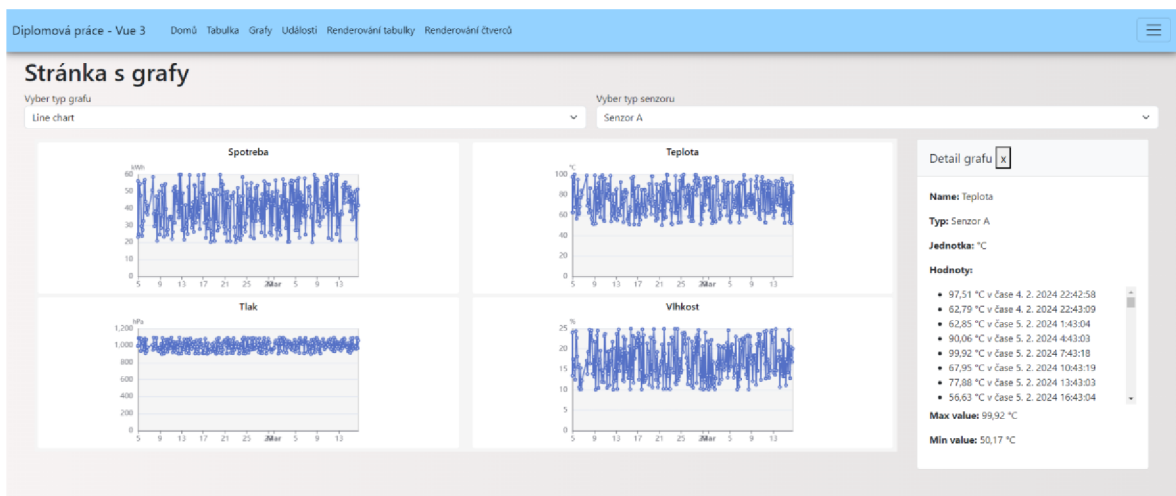 Diplomová práce - Vue 3 Domů Tabulka Grafy Události Renderování tabulky Renderování čtverců
Stránka s grafy
Vyber typ grafu
Line chart
Vyber typ senzoru
Senzor A
Spotreba
kWh
60
50
40
30
20
10
0
5 9 13 17 21 25 29 Mar 5 9 13
Teplota
°C
100
80
60
40
20
0
5 9 13 17 21 25 29 Mar 5 9 13
Tlak
hPa
1,200
1,000
800
600
400
200
0
5 9 13 17 21 25 29 Mar 5 9 13
Vlhkost
%
25
20
15
10
5
0
5 9 13 17 21 25 29 Mar 5 9 13
Detail grafu x
Name: Teplota
Typ: Senzor A
Jednotka: °C
Hodnoty:
97,51 °C v čase 4. 2. 2024 22:42:58
62,79 °C v čase 4. 2. 2024 22:43:09
62,85 °C v čase 5. 2. 2024 1:43:04
90,06 °C v čase 5. 2. 2024 4:43:03
99,92 °C v čase 5. 2. 2024 7:43:18
67,95 °C v čase 5. 2. 2024 10:43:19
77,88 °C v čase 5. 2. 2024 13:43:03
56,63 °C v čase 5. 2. 2024 16:43:04
Max value: 99,92 °C
Min value: 50,17 °C